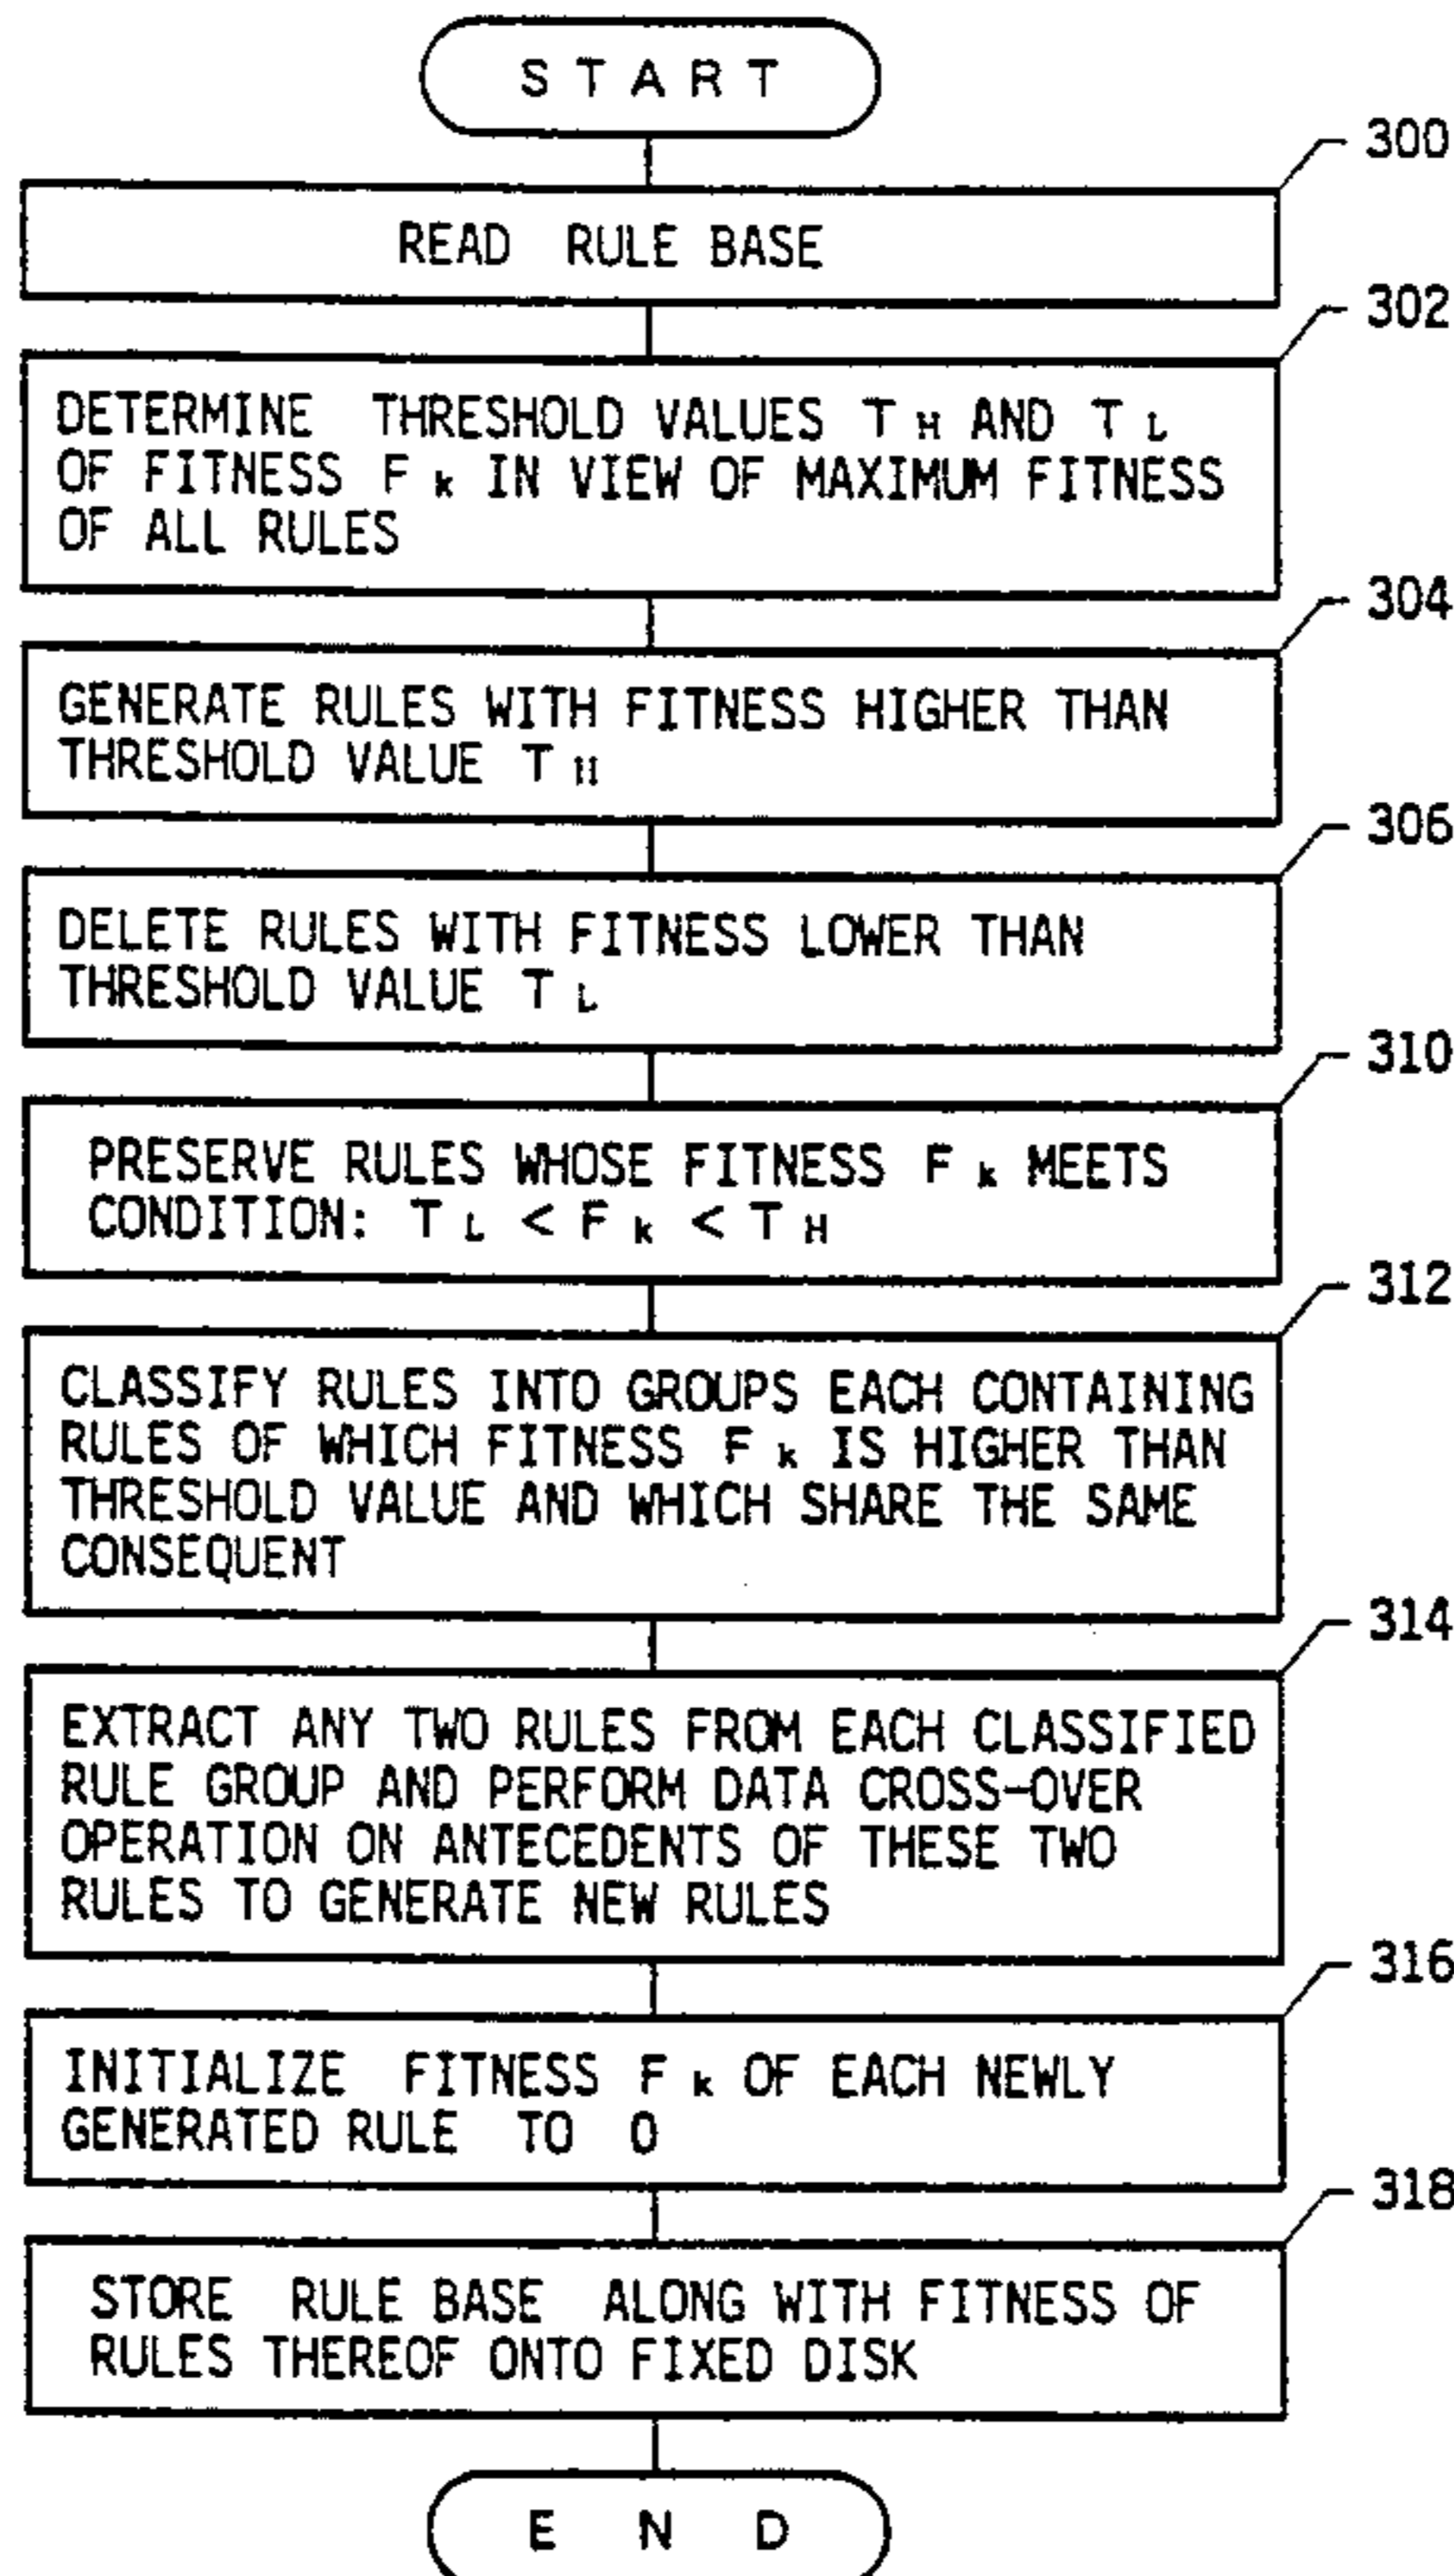 START
300
READ RULE BASE
302
DETERMINE THRESHOLD VALUES T H AND T L
OF FITNESS F k IN VIEW OF MAXIMUM FITNESS
OF ALL RULES
304
GENERATE RULES WITH FITNESS HIGHER THAN
THRESHOLD VALUE T H
306
DELETE RULES WITH FITNESS LOWER THAN
THRESHOLD VALUE T L
310
PRESERVE RULES WHOSE FITNESS F k MEETS
CONDITION: T L < F k < T H
312
CLASSIFY RULES INTO GROUPS EACH CONTAINING
RULES OF WHICH FITNESS F k IS HIGHER THAN
THRESHOLD VALUE AND WHICH SHARE THE SAME
CONSEQUENT
314
EXTRACT ANY TWO RULES FROM EACH CLASSIFIED
RULE GROUP AND PERFORM DATA CROSS-OVER
OPERATION ON ANTECEDENTS OF THESE TWO
RULES TO GENERATE NEW RULES
316
INITIALIZE FITNESS F k OF EACH NEWLY
GENERATED RULE TO 0
318
STORE RULE BASE ALONG WITH FITNESS OF
RULES THEREOF ONTO FIXED DISK
END